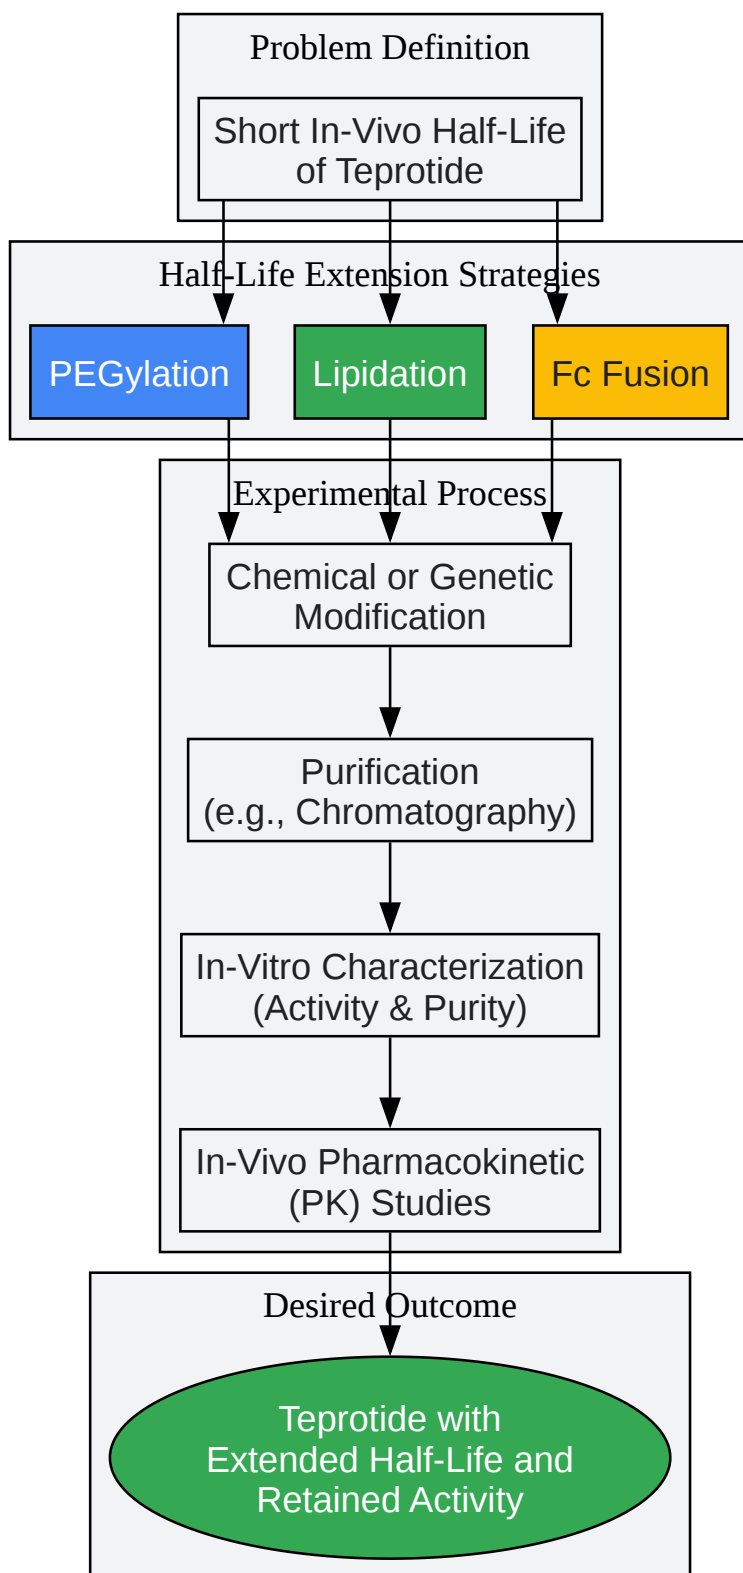 Problem Definition
Short In-Vivo Half-Life
of Teprotide
Half-Life Extension Strategies
PEGylation
Lipidation
Fc Fusion
Experimental Process
Chemical or Genetic
Modification
Purification
(e.g., Chromatography)
In-Vitro Characterization
(Activity & Purity)
In-Vivo Pharmacokinetic
(PK) Studies
Desired Outcome
Teprotide with
Extended Half-Life and
Retained Activity